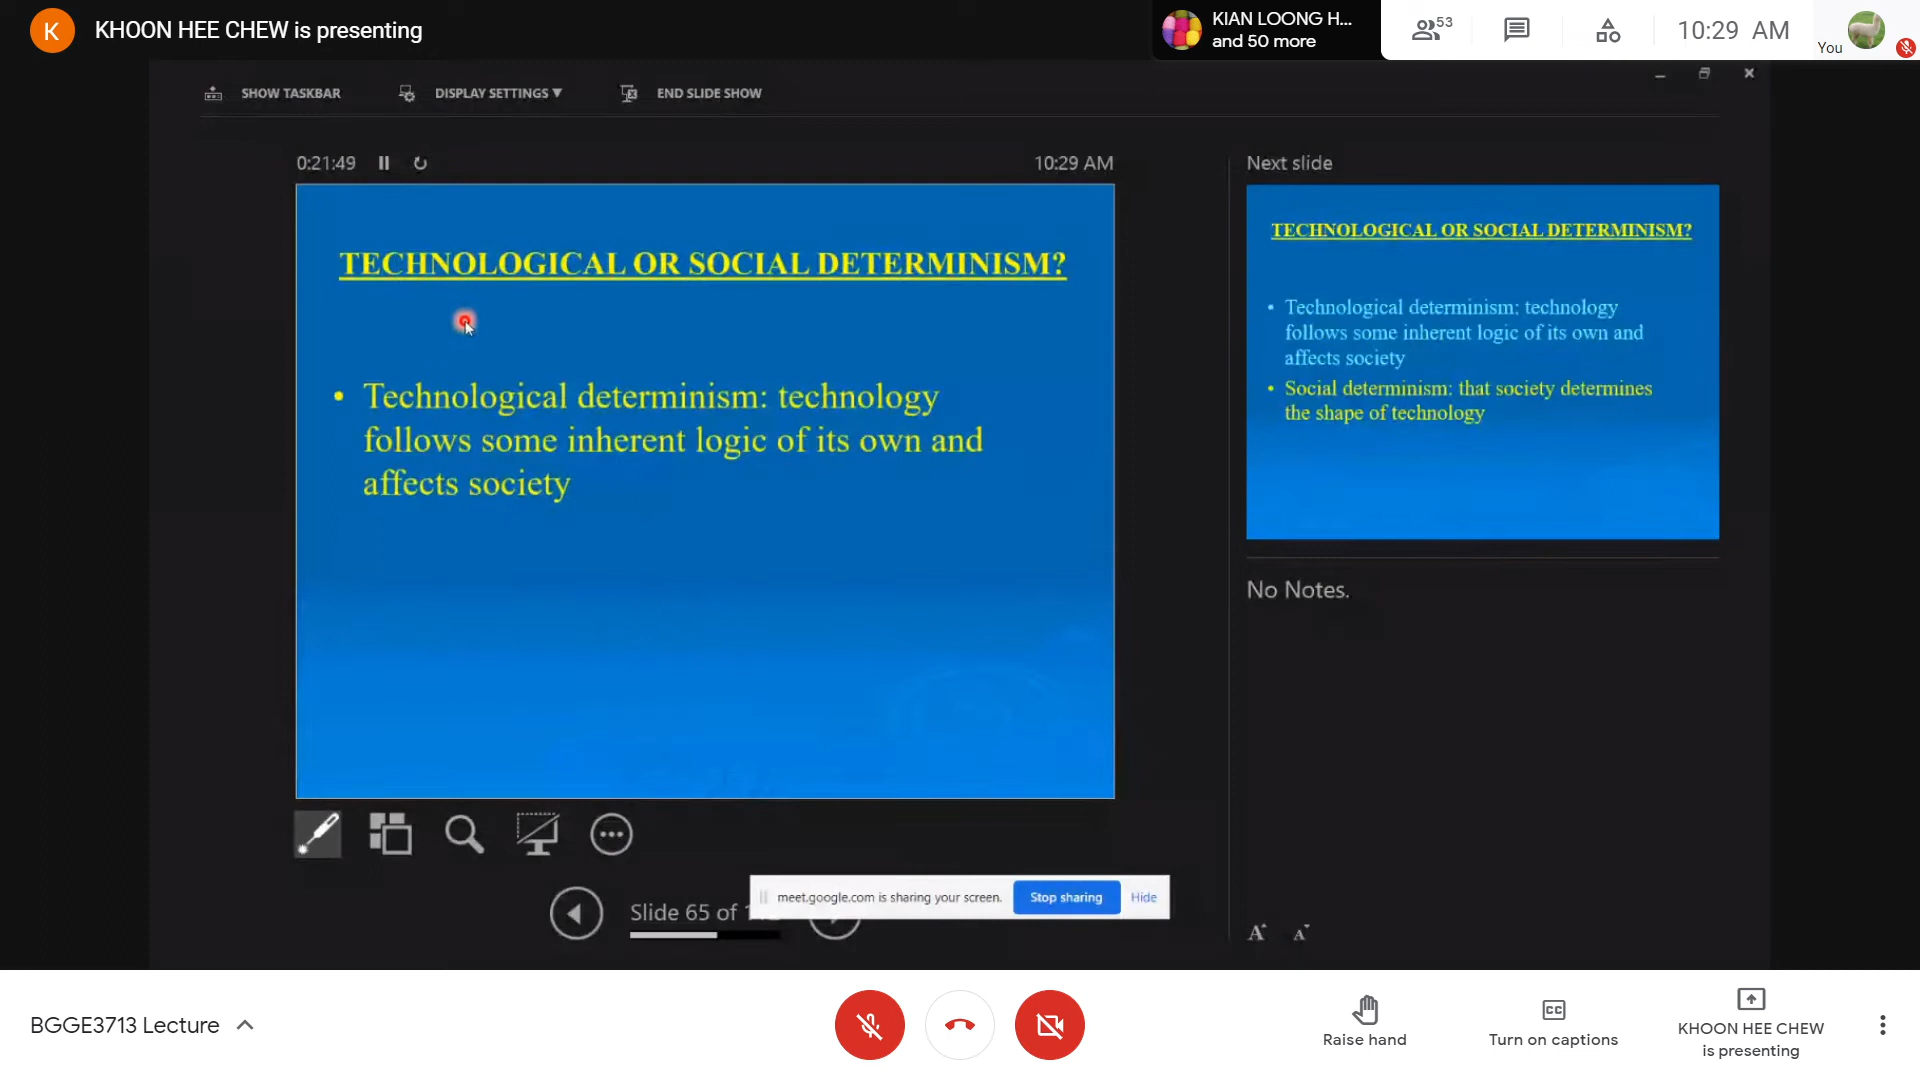 K
KHOON HEE CHEW is presenting
KIAN LOONG H...
and 50 more
53
10:29 AM
You
SHOW TASKBAR
DISPLAY SETTINGS
END SLIDE SHOW
0:21:49
10:29 AM
TECHNOLOGICAL OR SOCIAL DETERMINISM?
• Technological determinism: technology
follows some inherent logic of its own and
affects society
Next slide
TECHNOLOGICAL OR SOCIAL DETERMINISM?
• Technological determinism: technology
follows some inherent logic of its own and
affects society
• Social determinism: that society determines
the shape of technology
No Notes.
meet.google.com is sharing your screen.
Stop sharing
Hide
Slide 65 of
A
A
BGGE3713 Lecture
Raise hand
CC
Turn on captions
KHOON HEE CHEW
is presenting